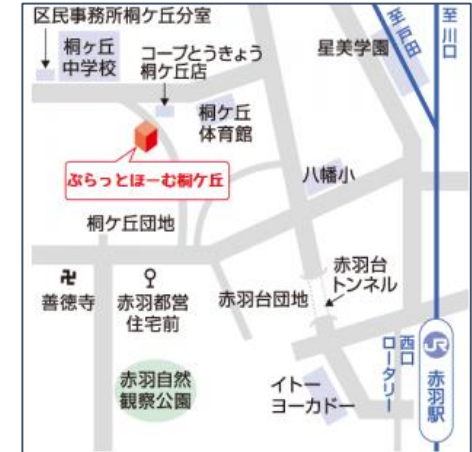 区民事務所桐ケ丘分室
桐ケ丘
中学校
コープとうきょう
桐ケ丘店
星美学園
至戸田
至川口
桐ケ丘
体育館
ぷらっとほーむ桐ケ丘
八幡小
桐ケ丘団地
善徳寺
赤羽都営
住宅前
赤羽台団地
赤羽台
トンネル
赤羽自然
観察公園
イトー
ヨーカドー
西口
ロータリー
JR
赤羽駅